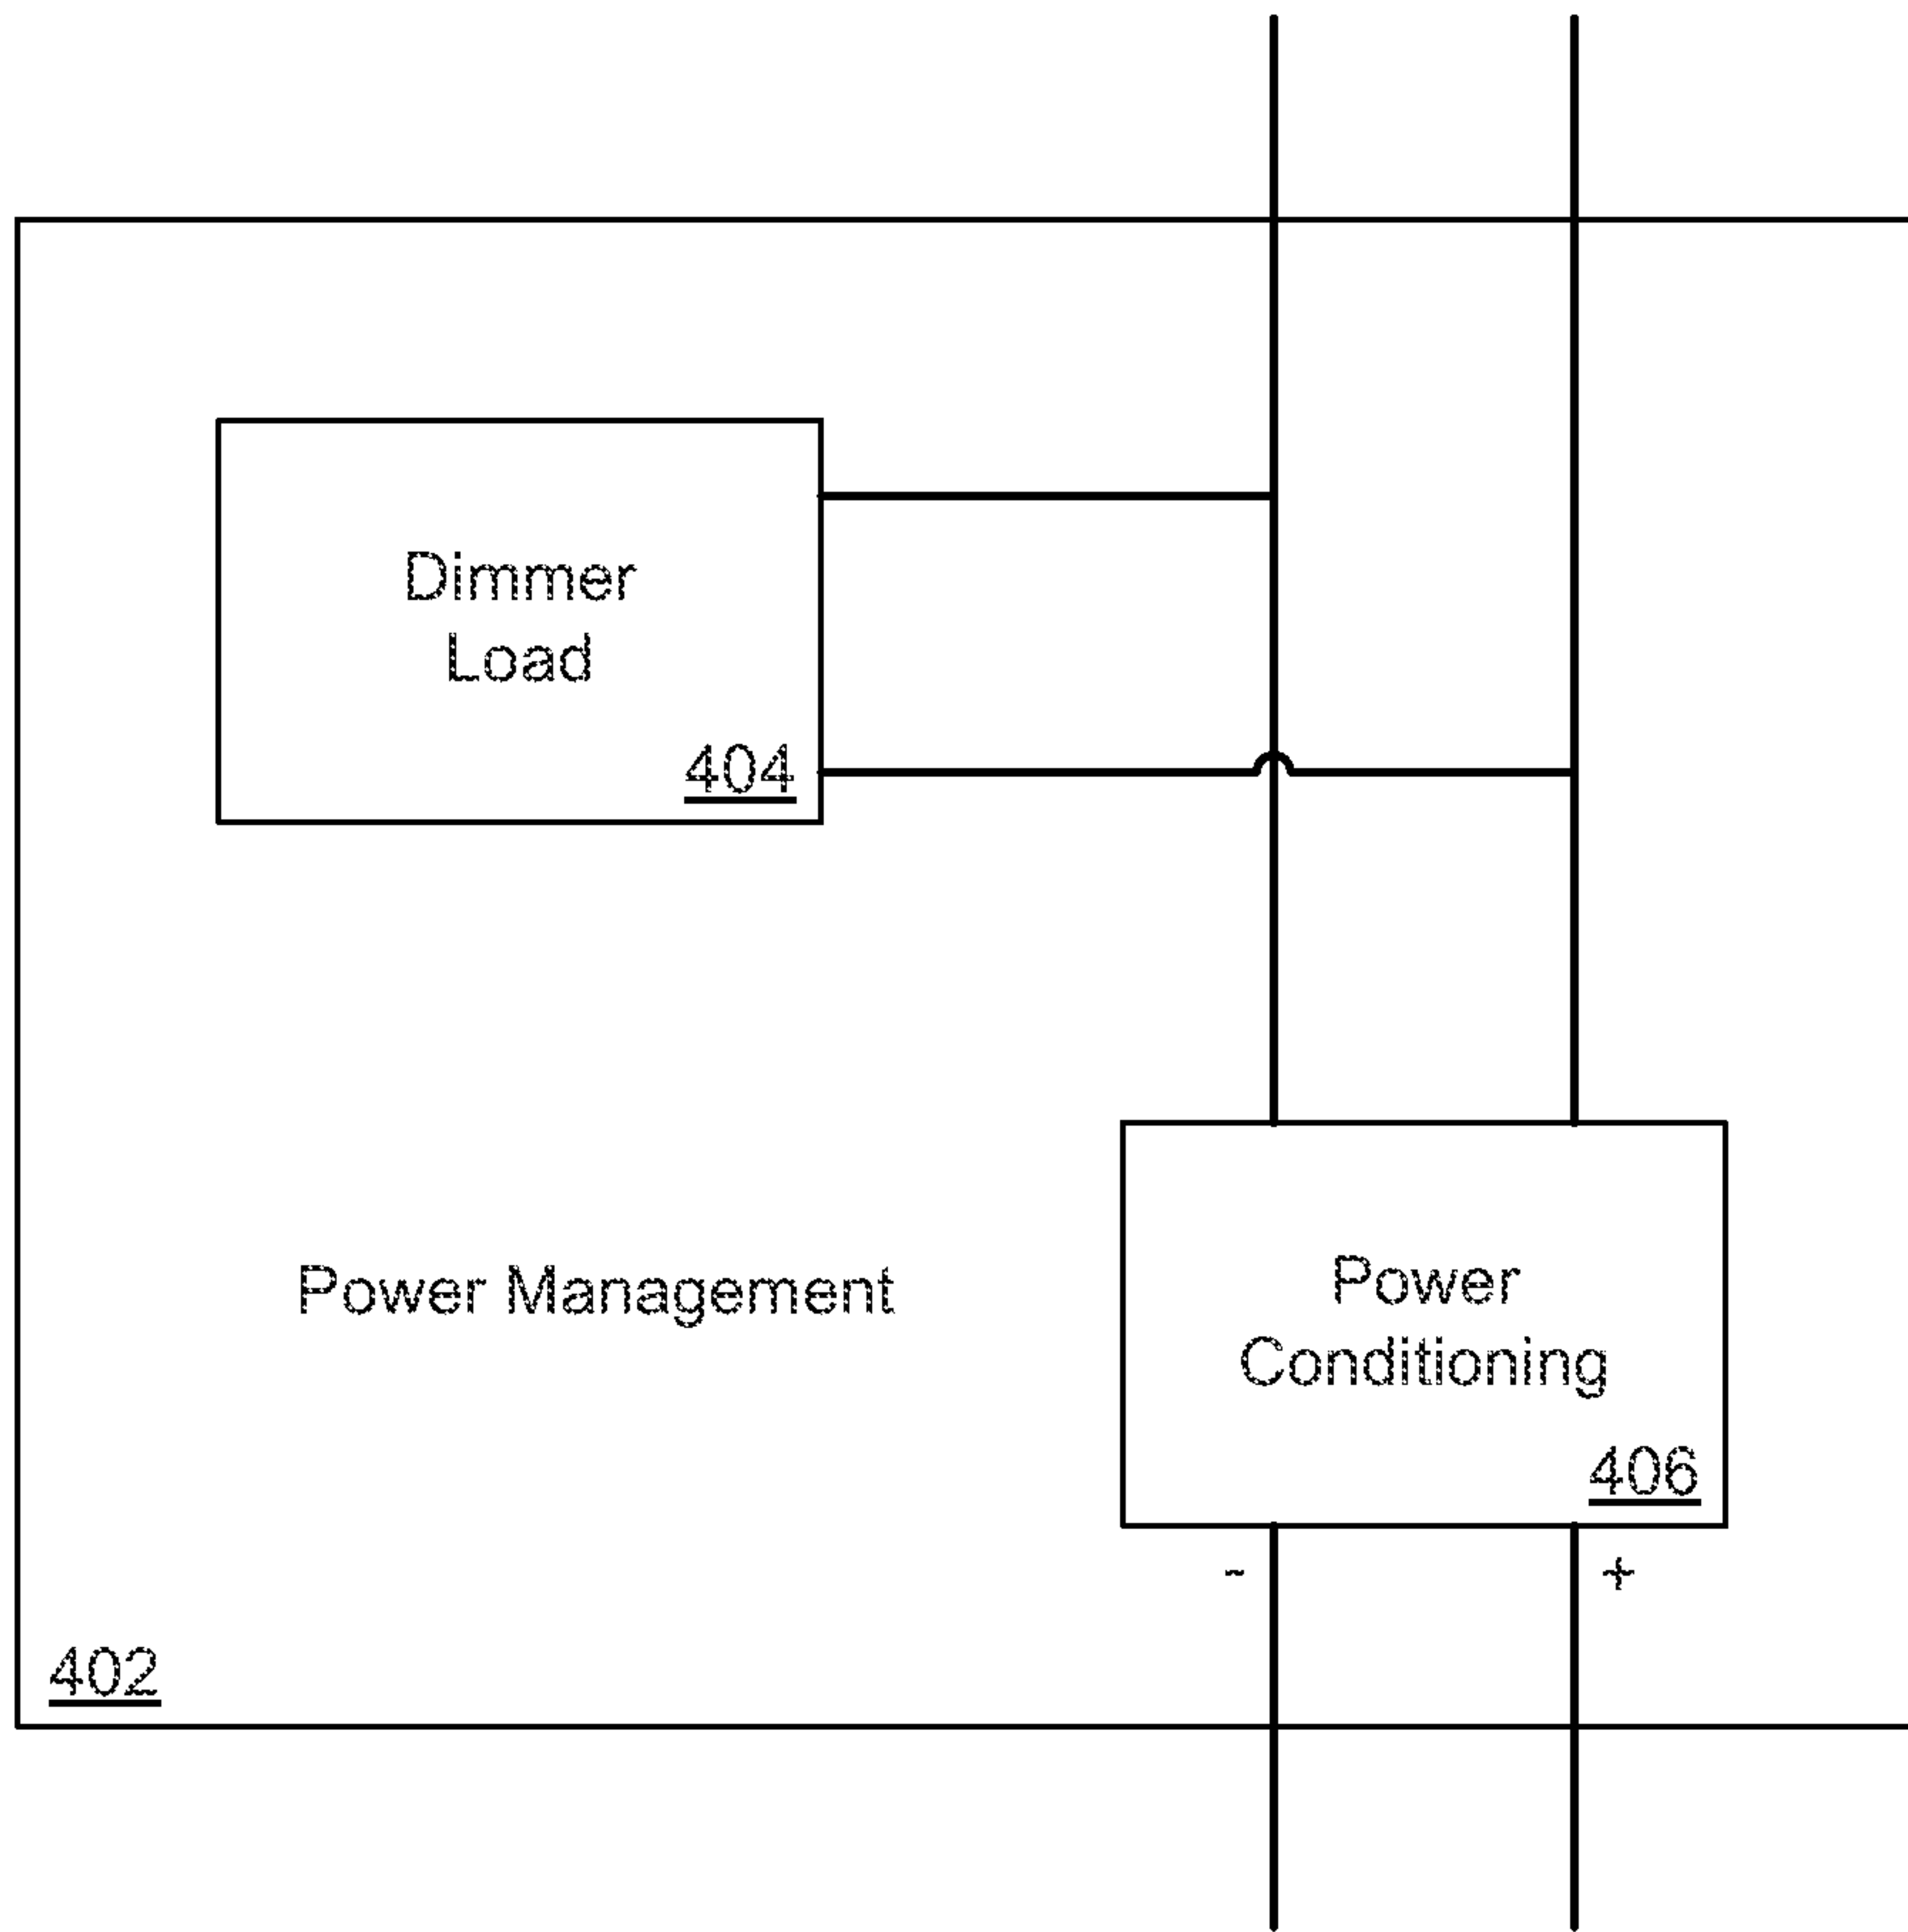 Dimmer
Load
404
Power Management
Power
Conditioning
406
- +
402